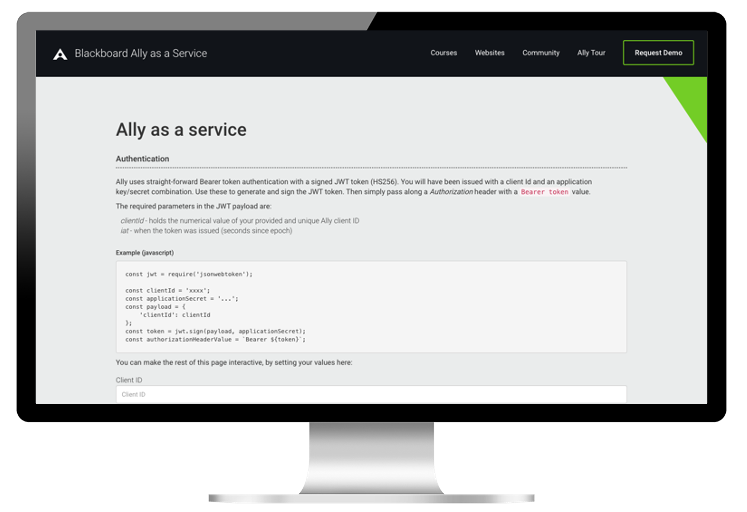 Blackboard Ally as a Service
Courses
Websites
Community
Ally Tour
Request Demo
Ally as a service
Authentication
Ally uses straight-forward Bearer token authentication with a signed JWT token (HS256). You will have been issued with a client Id and an application
key/secret combination. Use these to generate and sign the JWT token. Then simply pass along a Authorization header with a Bearer token value.
The required parameters in the JWT payload are:
clientId - holds the numerical value of your provided and unique Ally client ID
iat - when the token was issued (seconds since epoch)
Example (javascript)
const jwt = require('jsonwebtoken');
const clientId = 'xxxx';
const applicationSecret = '...';
const payload = {
'clientId': clientId
};
const token = jwt.sign(payload, applicationSecret);
const authorizationHeaderValue = `Bearer ${token}`;
You can make the rest of this page interactive, by setting your values here:
Client ID
Client ID